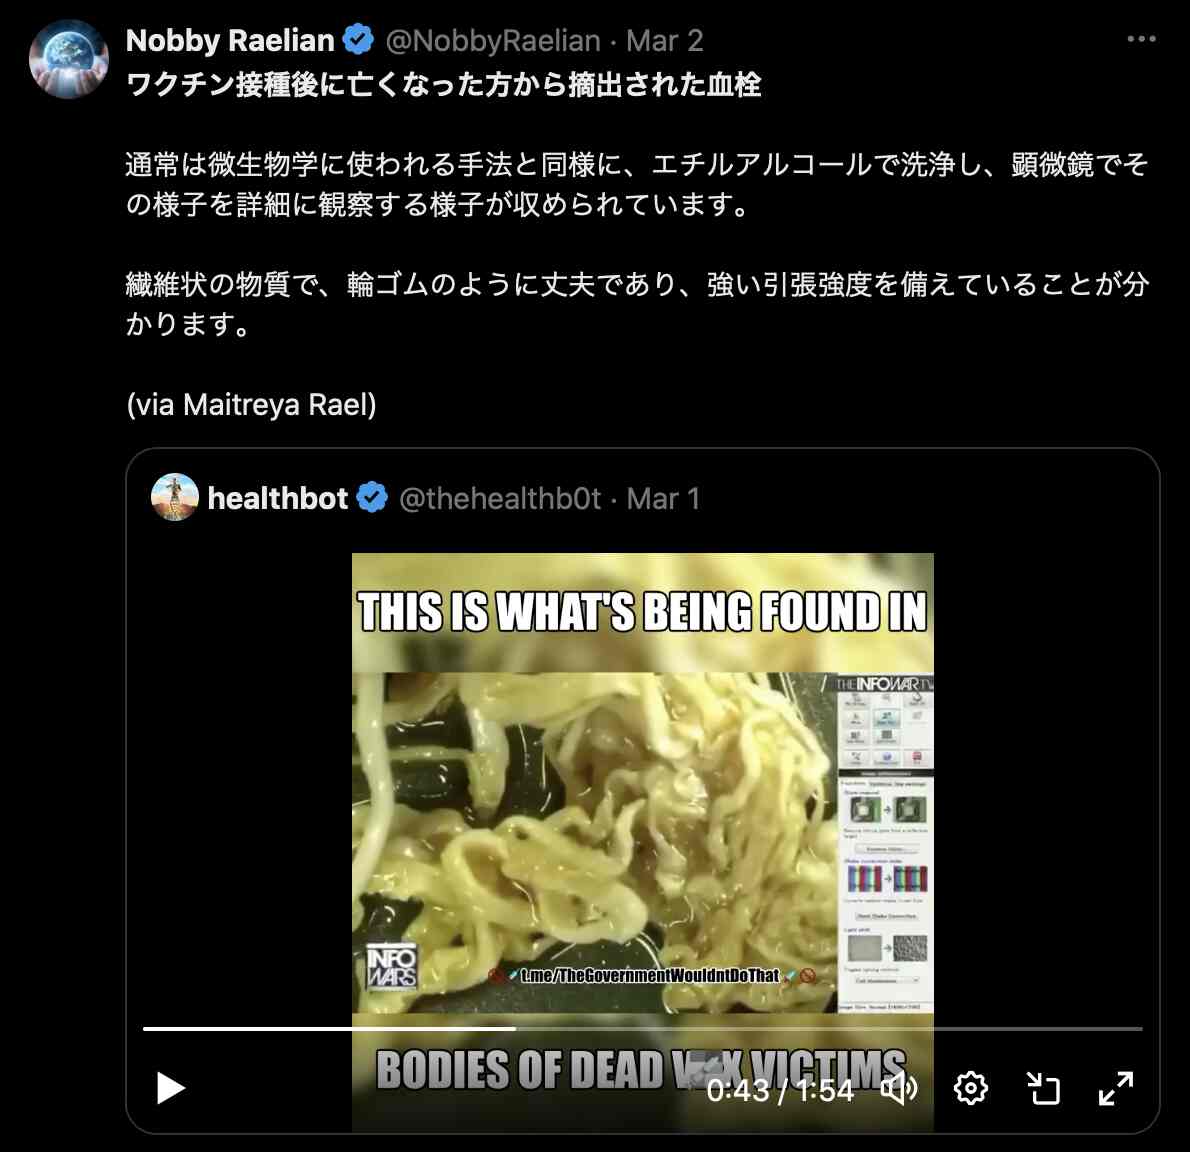 Nobby Raelian @NobbyRaelian · Mar 2
ワクチン接種後に亡くなった方から摘出された血栓
通常は微生物学に使われる手法と同様に、エチルアルコールで洗浄し、顕微鏡でそ
の様子を詳細に観察する様子が収められています。
繊維状の物質で、輪ゴムのように丈夫であり、強い引張強度を備えていることが分
かります。
(via Maitreya Rael)
healthbot @thehealthb0t · Mar 1
THIS IS WHAT'S BEING FOUND IN
THE INFOWAR.TV
INFO
WARS
t.me/TheGovernmentWouldntDoThat
BODIES OF DEAD V X VICTIMS
0:43 / 1:54